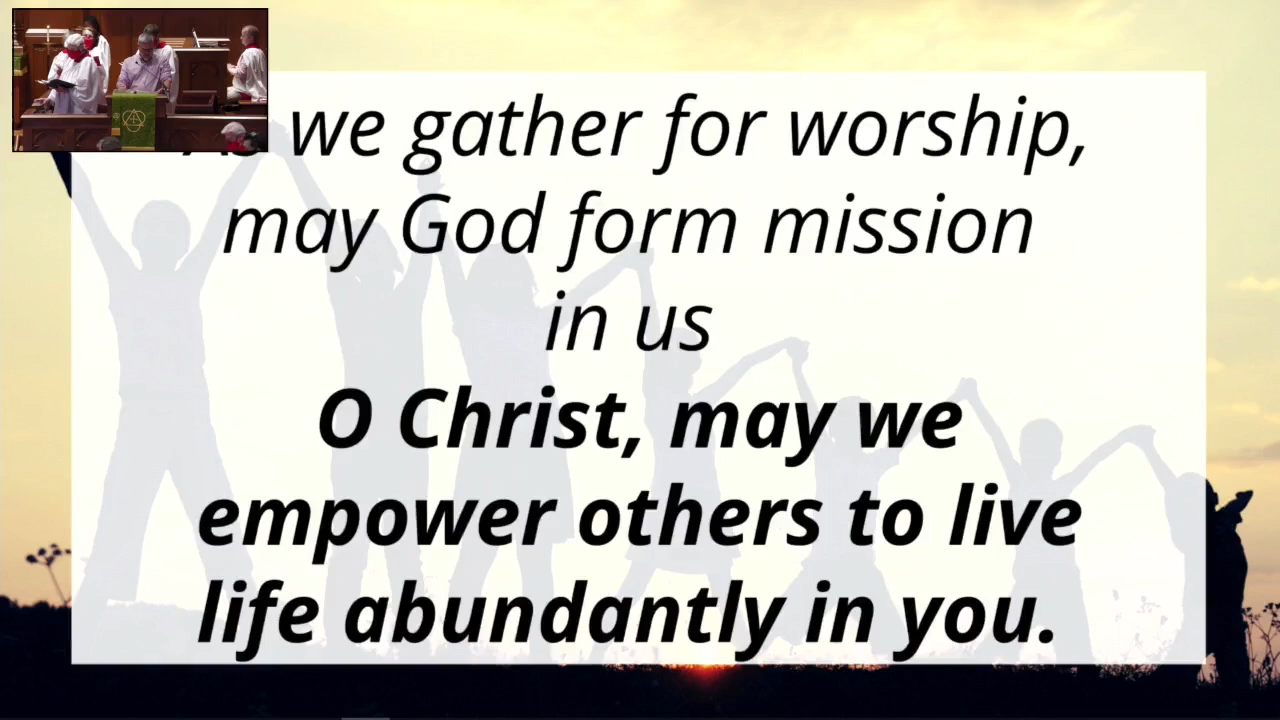 we gather for worship,
may God form mission
in us
O Christ, may we
empower others to live
life abundantly in you.